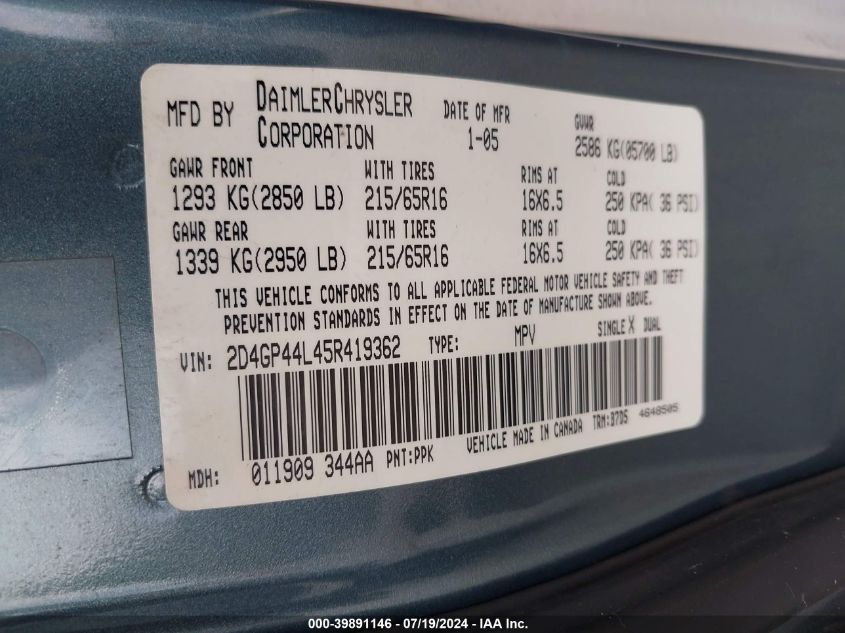 MFD BY DAIMLERCHRYSLER CORPORATION DATE OF MFR 1-05 GVWR 2586 KG(05700 LB)
GAWR FRONT WITH TIRES RIMS AT COLD
1293 KG(2850 LB) 215/65R16 16X6.5 250 KPA( 36 PSI)
GAWR REAR WITH TIRES RIMS AT COLD
1339 KG(2950 LB) 215/65R16 16X6.5 250 KPA( 36 PSI)
THIS VEHICLE CONFORMS TO ALL APPLICABLE FEDERAL MOTOR VEHICLE SAFETY AND THEFT
PREVENTION STANDARDS IN EFFECT ON THE DATE OF MANUFACTURE SHOWN ABOVE.
VIN: 2D4GP44L45R419362 TYPE: MPV SINGLE X DUAL
MDH: 011909 344AA PNT:PPK VEHICLE MADE IN CANADA TRM:B7D5 4648505
000-39891146 - 07/19/2024 - IAA Inc.